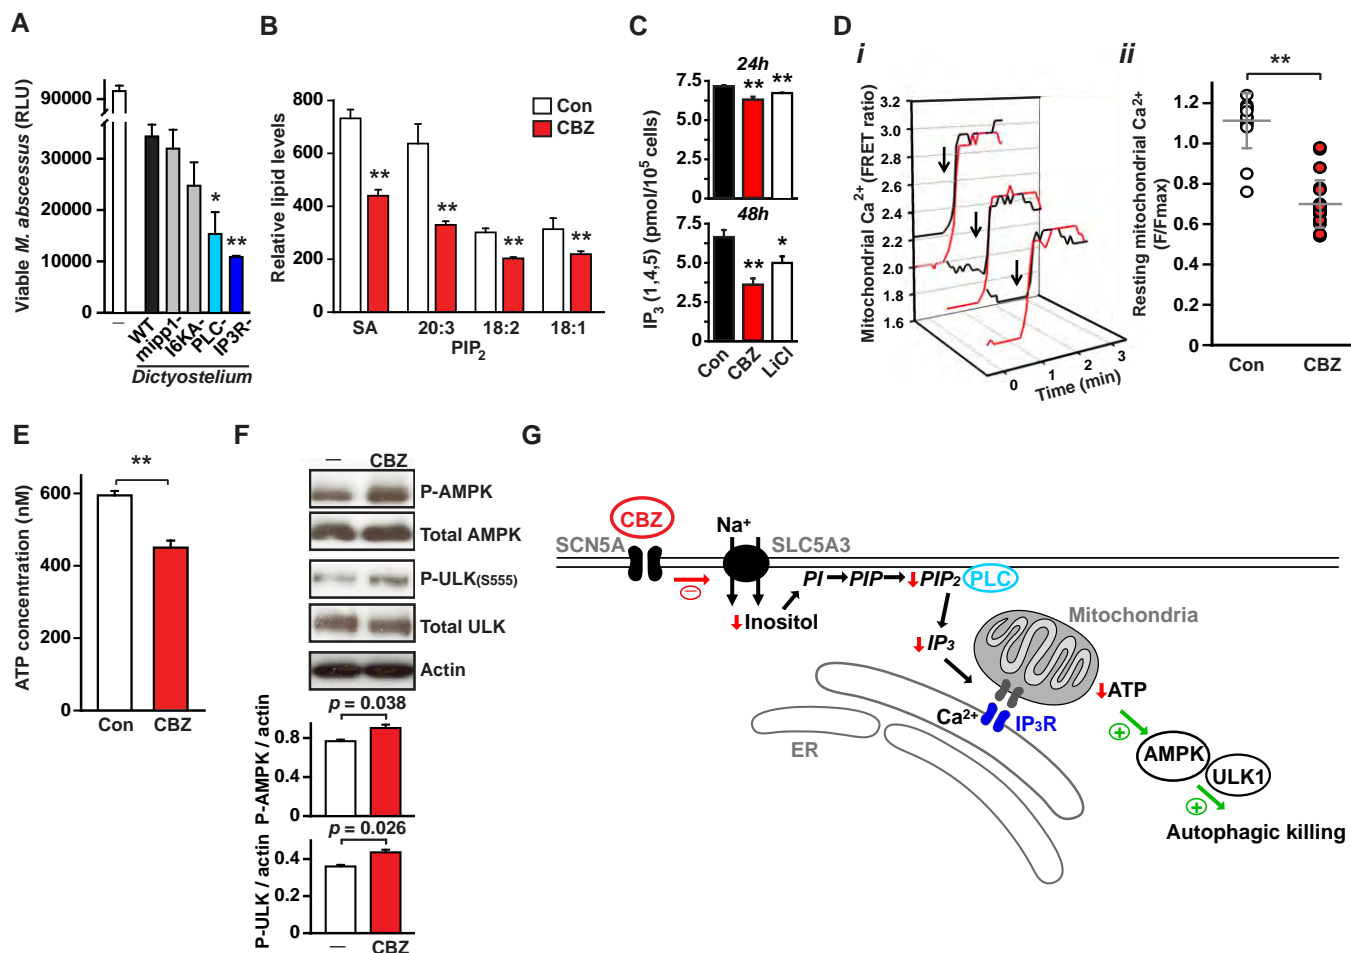 A
Viable M. abscessus (RLU)
90000
30000
20000
10000
0
*
**
–
WT
mipp1-
I6KA-
PLC-
IP3R-
Dictyostelium
B
Relative lipid levels
800
600
400
200
0
Con
CBZ
**
**
**
**
SA
20:3
18:2
18:1
PIP2
C
IP3 (1,4,5) (pmol/10^5 cells)
24h
7.5
5.0
2.5
0
**
**
48h
7.5
5.0
2.5
0
**
*
Con
CBZ
LiCl
D
i
Mitochondrial Ca2+ (FRET ratio)
3.2
3.0
2.8
2.6
2.4
2.2
2.0
1.8
1.6
0
1
2
3
Time (min)
ii
Resting mitochondrial Ca2+
(F/Fmax)
**
1.2
1.0
0.8
0.6
0.4
0.2
0
Con
CBZ
E
ATP concentration (nM)
**
600
400
200
0
Con
CBZ
F
–
CBZ
P-AMPK
Total AMPK
P-ULK(S555)
Total ULK
Actin
p = 0.038
P-AMPK / actin
0.8
0.4
0
p = 0.026
P-ULK / actin
0.4
0.2
0
–
CBZ
G
CBZ
SCN5A
Na+
SLC5A3
PI
PIP
PIP2
PLC
Inositol
IP3
Mitochondria
Ca2+
IP3R
ER
ATP
AMPK
ULK1
Autophagic killing